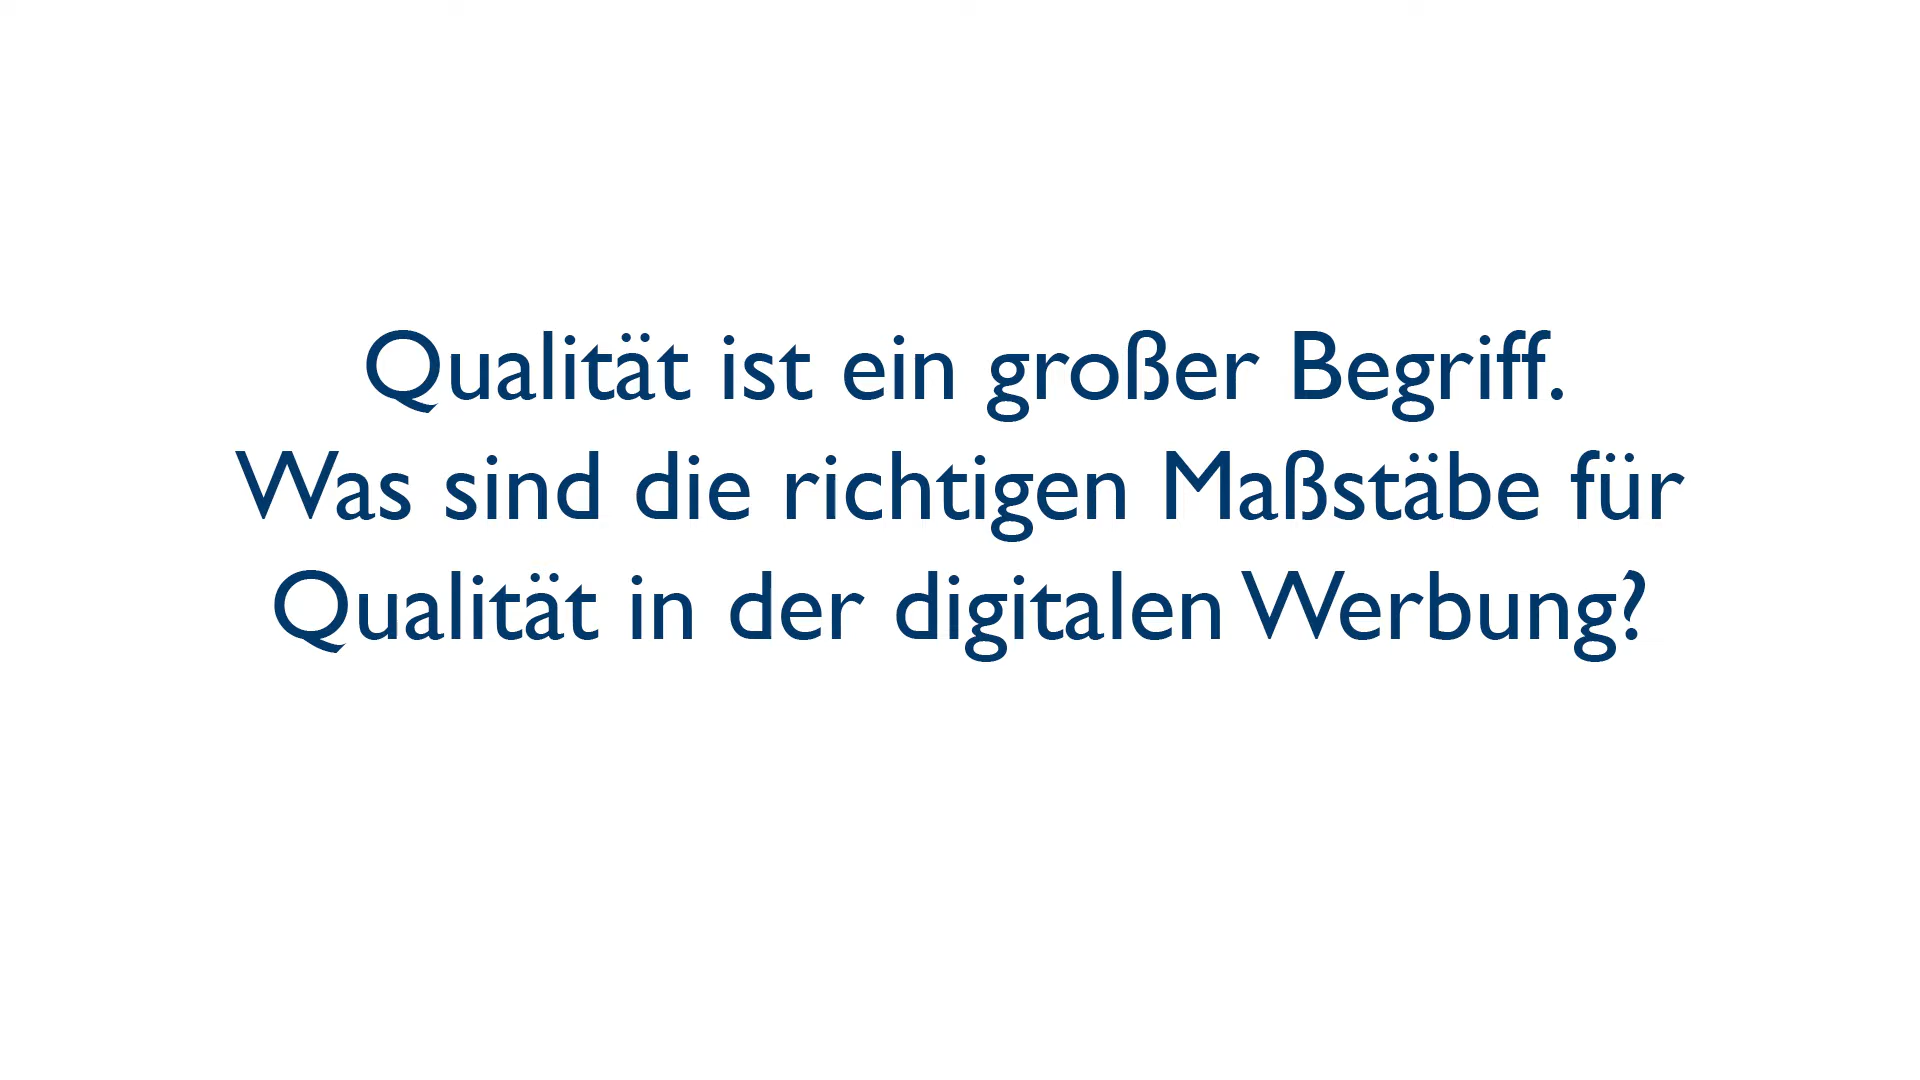 Qualität ist ein großer Begriff.
Was sind die richtigen Maßstäbe für
Qualität in der digitalen Werbung?